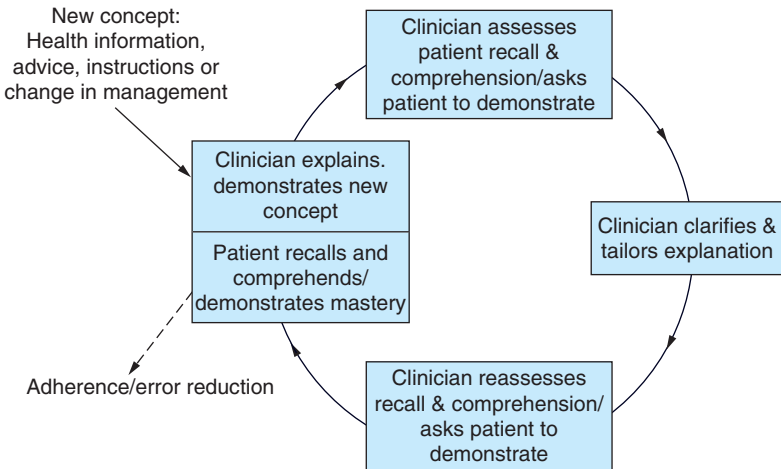 New concept:
Health information,
advice, instructions or
change in management
Clinician assesses
patient recall &
comprehension/asks
patient to demonstrate
Clinician explains.
demonstrates new
concept
Patient recalls and
comprehends/
demonstrates mastery
Clinician clarifies &
tailors explanation
Adherence/error reduction
Clinician reassesses
recall & comprehension/
asks patient to
demonstrate